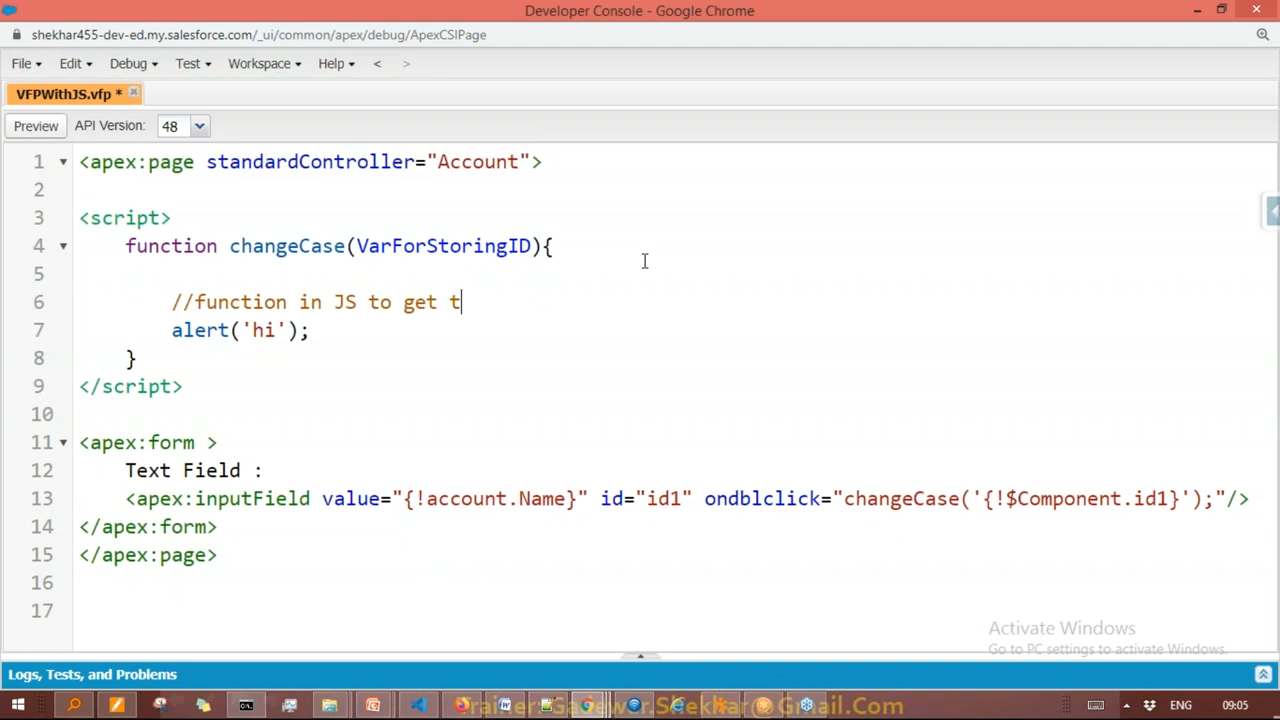 Developer Console - Google Chrome
shekhar455-dev-ed.my.salesforce.com/_ui/common/apex/debug/ApexCSIPage
File Edit Debug Test Workspace Help < >
VFPWithJS.vfp *
Preview API Version: 48
1 <apex:page standardController="Account">
2
3 <script>
4 function changeCase(VarForStoringID){
5
6 //function in JS to get t
7 alert('hi');
8 }
9 </script>
10
11 <apex:form >
12 Text Field :
13 <apex:inputField value="{!account.Name}" id="id1" ondblclick="changeCase('{!$Component.id1}');"/>
14 </apex:form>
15 </apex:page>
16
17
Activate Windows
Go to PC settings to activate Windows.
Logs, Tests, and Problems
ENG 09:05